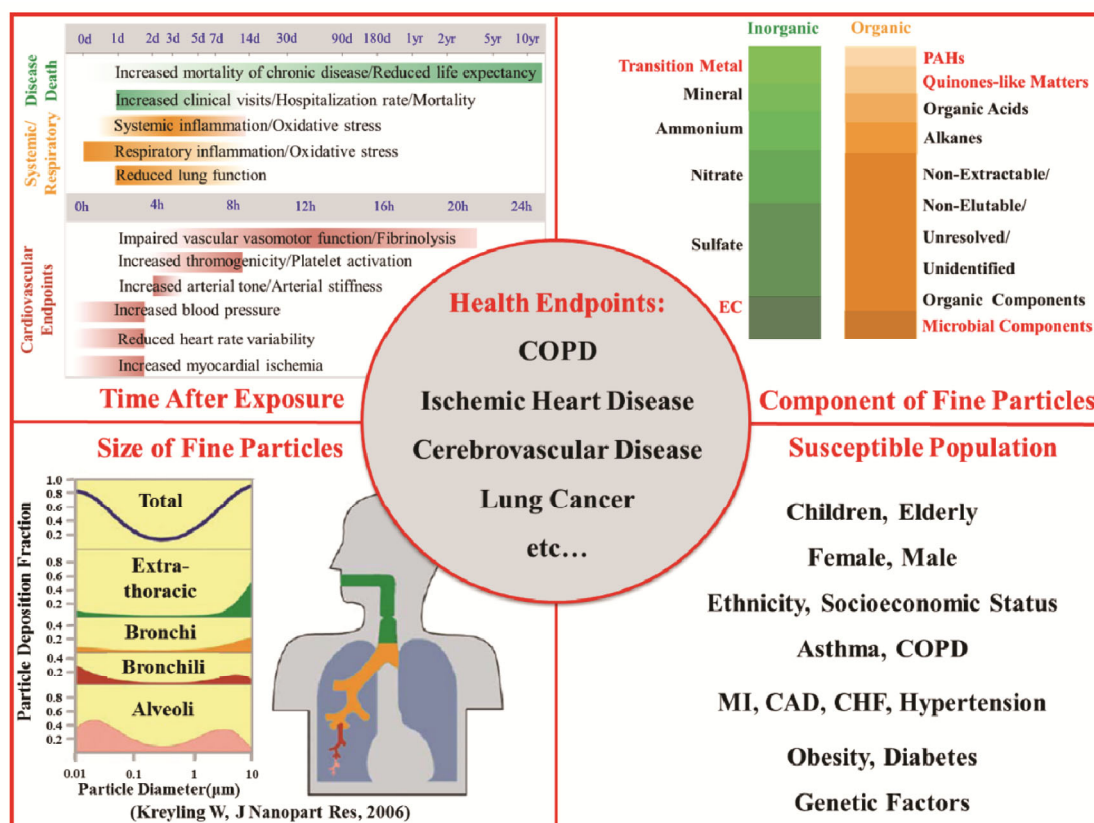 0d 1d 2d 3d 5d 7d 14d 30d 90d 180d 1yr 2yr 5yr 10yr
Disease
Death
Increased mortality of chronic disease/Reduced life expectancy
Increased clinical visits/Hospitalization rate/Mortality
Systemic/
Respiratory
Systemic inflammation/Oxidative stress
Respiratory inflammation/Oxidative stress
Reduced lung function
0h 4h 8h 12h 16h 20h 24h
Cardiovascular
Endpoints
Impaired vascular vasomotor function/Fibrinolysis
Increased thromogenicity/Platelet activation
Increased arterial tone/Arterial stiffness
Increased blood pressure
Reduced heart rate variability
Increased myocardial ischemia
Time After Exposure
Inorganic Organic
Transition Metal
Mineral
Ammonium
Nitrate
Sulfate
EC
PAHs
Quinones-like Matters
Organic Acids
Alkanes
Non-Extractable/
Non-Elutable/
Unresolved/
Unidentified
Organic Components
Microbial Components
Component of Fine Particles
Health Endpoints:
COPD
Ischemic Heart Disease
Cerebrovascular Disease
Lung Cancer
etc…
Size of Fine Particles
Particle Deposition Fraction
1.0
0.8
0.6
0.4
0.2
Total
0.8
0.6
0.4
0.2
Extra-
thoracic
0.4
0.2
Bronchi
0.4
0.2
Bronchili
0.8
0.6
0.4
0.2
Alveoli
0.01 0.1 1 10
Particle Diameter(µm)
(Kreyling W, J Nanopart Res, 2006)
Susceptible Population
Children, Elderly
Female, Male
Ethnicity, Socioeconomic Status
Asthma, COPD
MI, CAD, CHF, Hypertension
Obesity, Diabetes
Genetic Factors